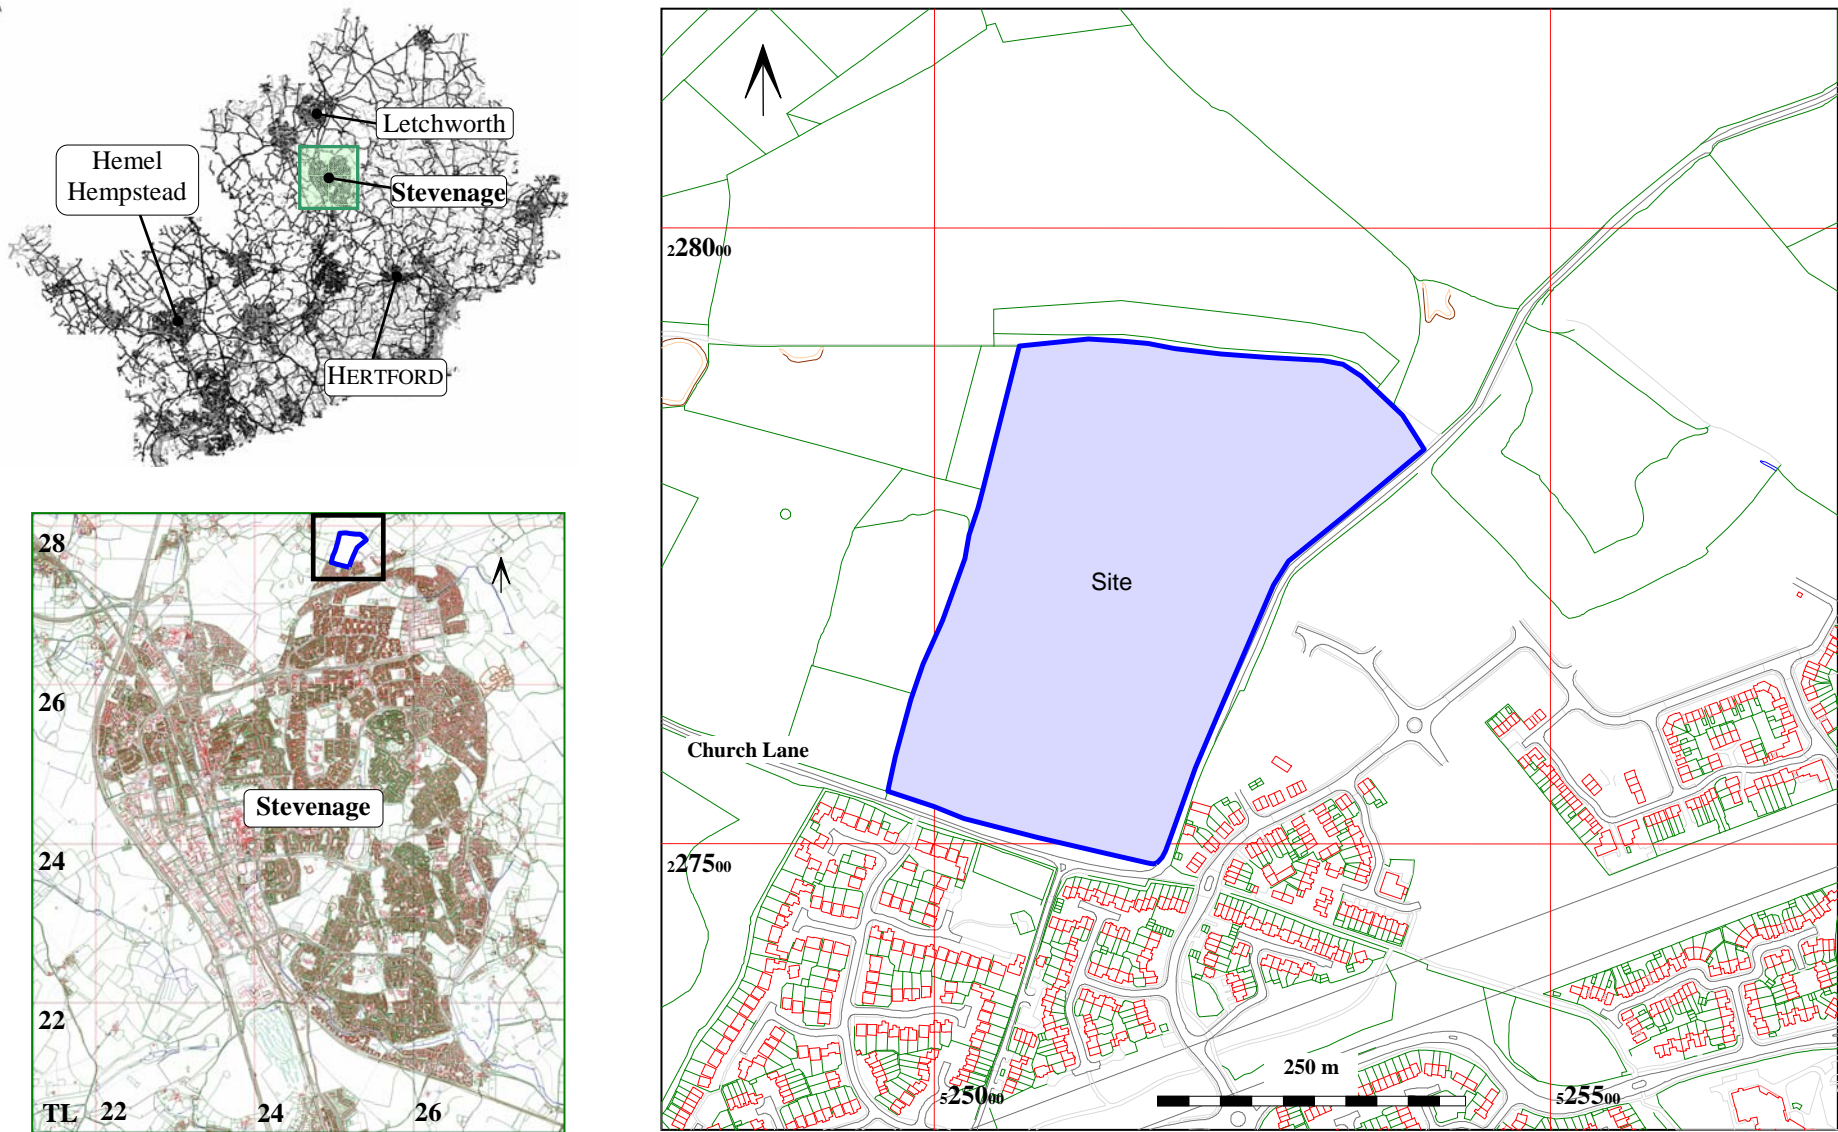 Letchworth
Hemel
Hempstead
Stevenage
HERTFORD
28
26
24
22
Stevenage
TL
22
24
26
228000
Site
Church Lane
227500
250 m
525000
525500